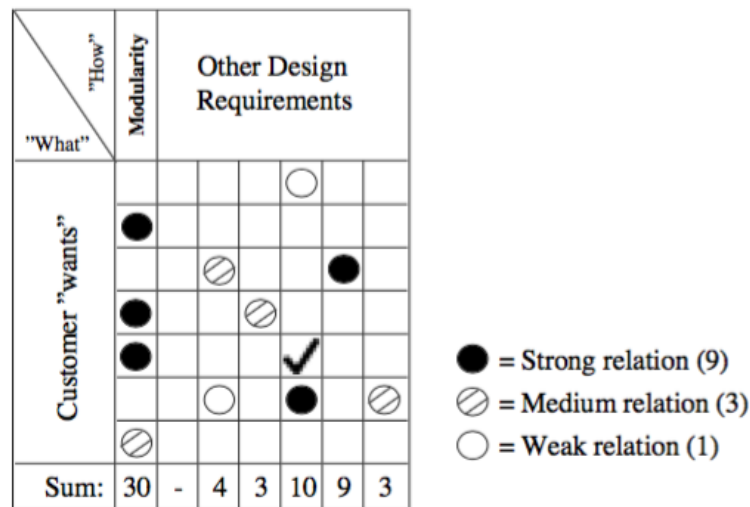 "How"
Modularity
Other Design
Requirements
"What"
Customer "wants"
= Strong relation (9)
= Medium relation (3)
= Weak relation (1)
Sum: 30 - 4 3 10 9 3